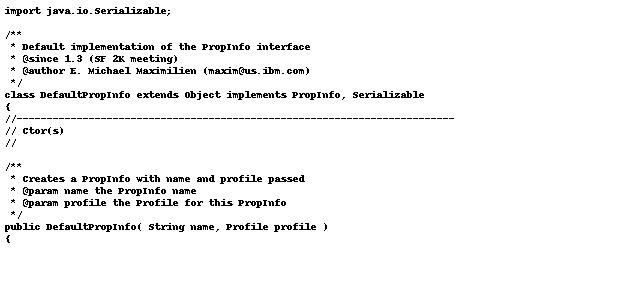 import java.io.Serializable;
/**
 * Default implementation of the PropInfo interface
 * @since 1.3 (SF 2K meeting)
 * @author E. Michael Maximilien (maxim@us.ibm.com)
 */
class DefaultPropInfo extends Object implements PropInfo, Serializable
{
//-------------------------------------------------------------------------
// Ctor(s)
//
/**
 * Creates a PropInfo with name and profile passed
 * @param name the PropInfo name
 * @param profile the Profile for this PropInfo
 */
public DefaultPropInfo( String name, Profile profile )
{